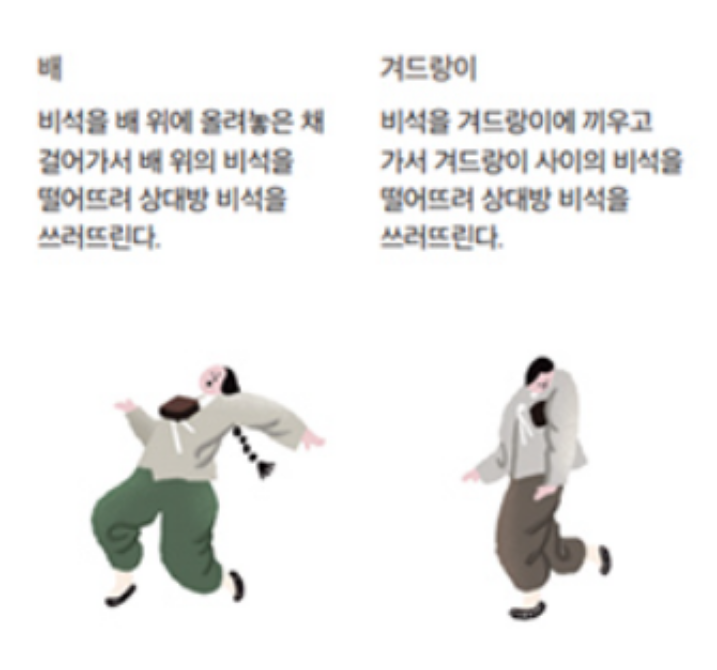 배
비석을 배 위에 올려놓은 채
걸어가서 배 위의 비석을
떨어뜨려 상대방 비석을
쓰러뜨린다.
겨드랑이
비석을 겨드랑이에 끼우고
가서 겨드랑이 사이의 비석을
떨어뜨려 상대방 비석을
쓰러뜨린다.